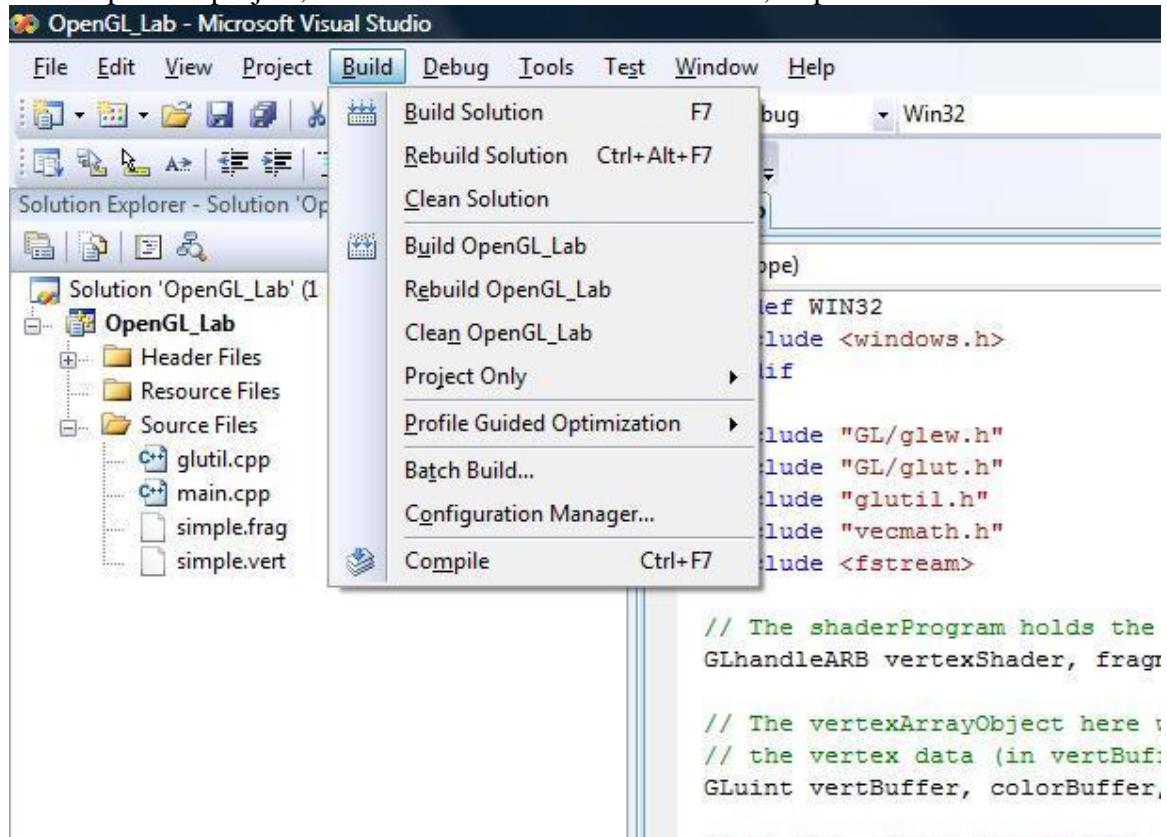 OpenGL_Lab - Microsoft Visual Studio
File Edit View Project Build Debug Tools Test Window Help
Build Solution F7
bug Win32
Rebuild Solution Ctrl+Alt+F7
Clean Solution
Solution Explorer - Solution 'Op
Build OpenGL_Lab
ope)
Solution 'OpenGL_Lab' (1
Rebuild OpenGL_Lab
def WIN32
OpenGL_Lab
Clean OpenGL_Lab
lude <windows.h>
Header Files
Project Only
dif
Resource Files
Source Files
Profile Guided Optimization
lude "GL/glew.h"
glutil.cpp
Batch Build...
lude "GL/glut.h"
main.cpp
lude "glutil.h"
simple.frag
Configuration Manager...
lude "vecmath.h"
simple.vert
Compile Ctrl+F7
lude <fstream>
// The shaderProgram holds the
GLhandleARB vertexShader, fragm
// The vertexArrayObject here w
// the vertex data (in vertBuf
GLuint vertBuffer, colorBuffer,